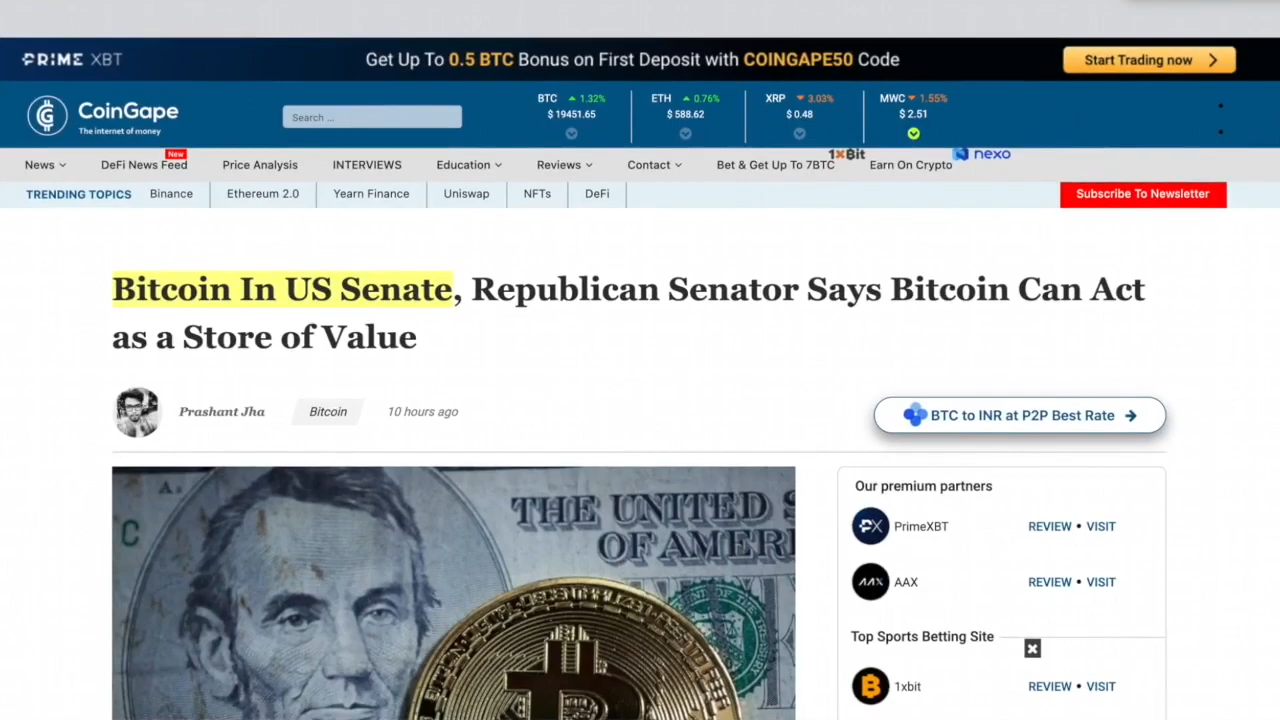 PRIME XBT
Get Up To 0.5 BTC Bonus on First Deposit with COINGAPE50 Code
Start Trading now
CoinGape
The internet of money
Search ...
BTC 1.32%
$ 19451.65
ETH 0.76%
$ 588.62
XRP 3.03%
$ 0.48
MWC 1.55%
$ 2.51
News
DeFi News Feed
New
Price Analysis
INTERVIEWS
Education
Reviews
Contact
Bet & Get Up To 7BTC
1XBit
Earn On Crypto
nexo
TRENDING TOPICS
Binance
Ethereum 2.0
Yearn Finance
Uniswap
NFTs
DeFi
Subscribe To Newsletter
Bitcoin In US Senate, Republican Senator Says Bitcoin Can Act
as a Store of Value
Prashant Jha
Bitcoin
10 hours ago
BTC to INR at P2P Best Rate
THE UNITED S
OF AMERI
C
Our premium partners
PrimeXBT
REVIEW • VISIT
AAX
REVIEW • VISIT
Top Sports Betting Site
1xbit
REVIEW • VISIT